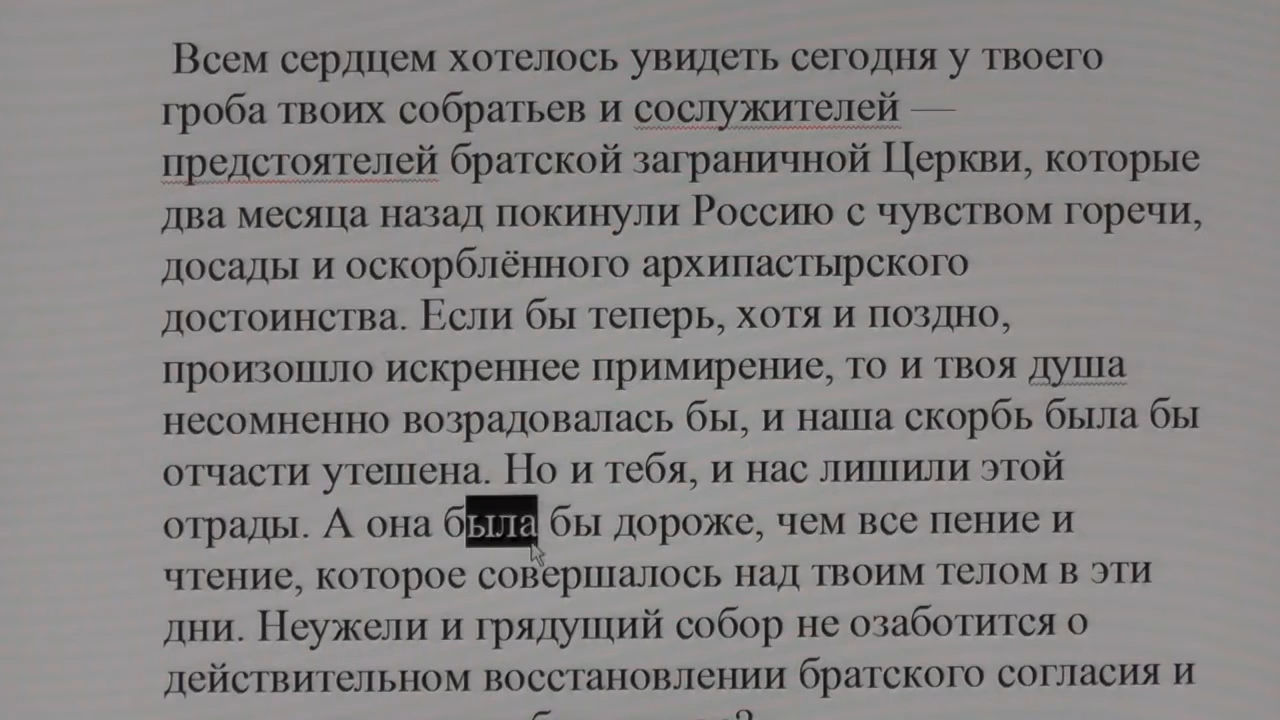 Всем сердцем хотелось увидеть сегодня у твоего
гроба твоих собратьев и сослужителей —
предстоятелей братской заграничной Церкви, которые
два месяца назад покинули Россию с чувством горечи,
досады и оскорблённого архипастырского
достоинства. Если бы теперь, хотя и поздно,
произошло искреннее примирение, то и твоя душа
несомненно возрадовалась бы, и наша скорбь была бы
отчасти утешена. Но и тебя, и нас лишили этой
отрады. А она была бы дороже, чем все пение и
чтение, которое совершалось над твоим телом в эти
дни. Неужели и грядущий собор не озаботится о
действительном восстановлении братского согласия и